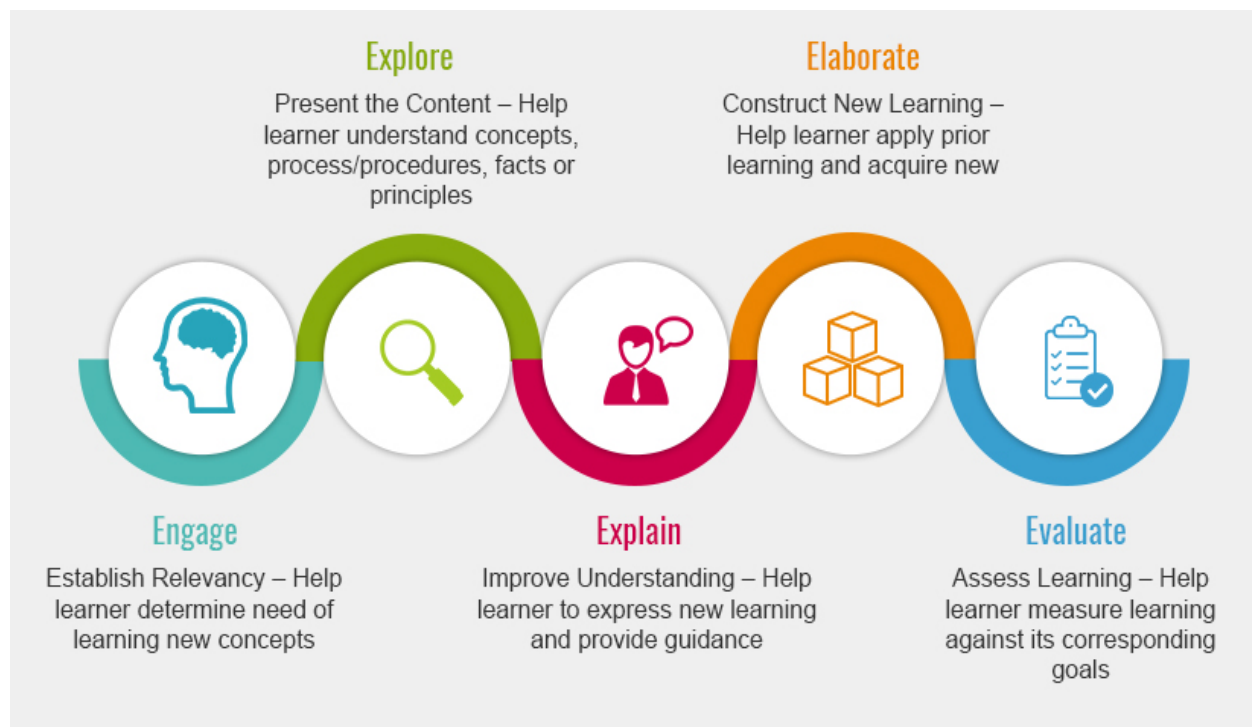 Explore
Present the Content – Help
learner understand concepts,
process/procedures, facts or
principles
Elaborate
Construct New Learning –
Help learner apply prior
learning and acquire new
Engage
Establish Relevancy – Help
learner determine need of
learning new concepts
Explain
Improve Understanding – Help
learner to express new learning
and provide guidance
Evaluate
Assess Learning – Help
learner measure learning
against its corresponding
goals